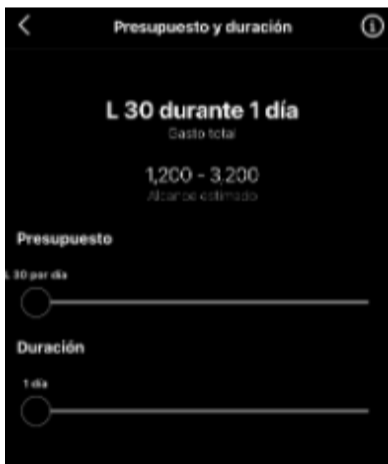 Presupuesto y duración
L 30 durante 1 día
Gasto total
1,200 - 3,200
Alcance estimado
Presupuesto
L 30 por día
Duración
1 día